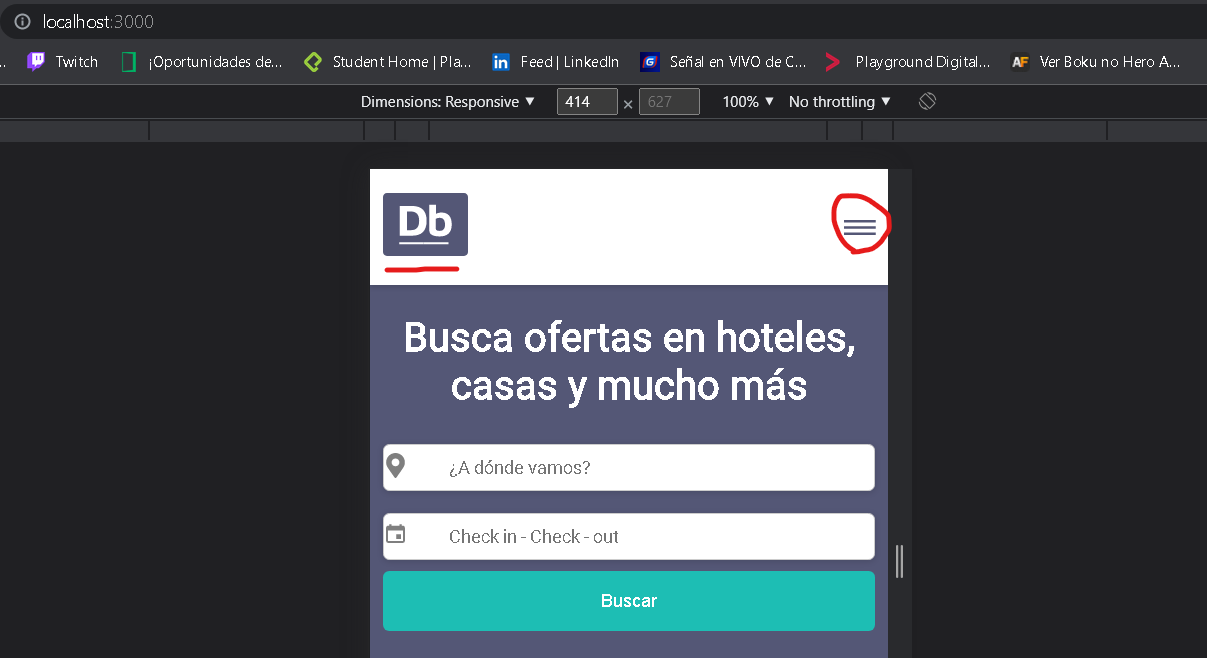 localhost:3000
Twitch
¡Oportunidades de...
Student Home | Pla...
Feed | LinkedIn
Señal en VIVO de C...
Playground Digital...
AF Ver Boku no Hero A...
Dimensions: Responsive ▼ 414 × 627 100% ▼ No throttling ▼
Db
Busca ofertas en hoteles,
casas y mucho más
¿A dónde vamos?
Check in - Check - out
Buscar